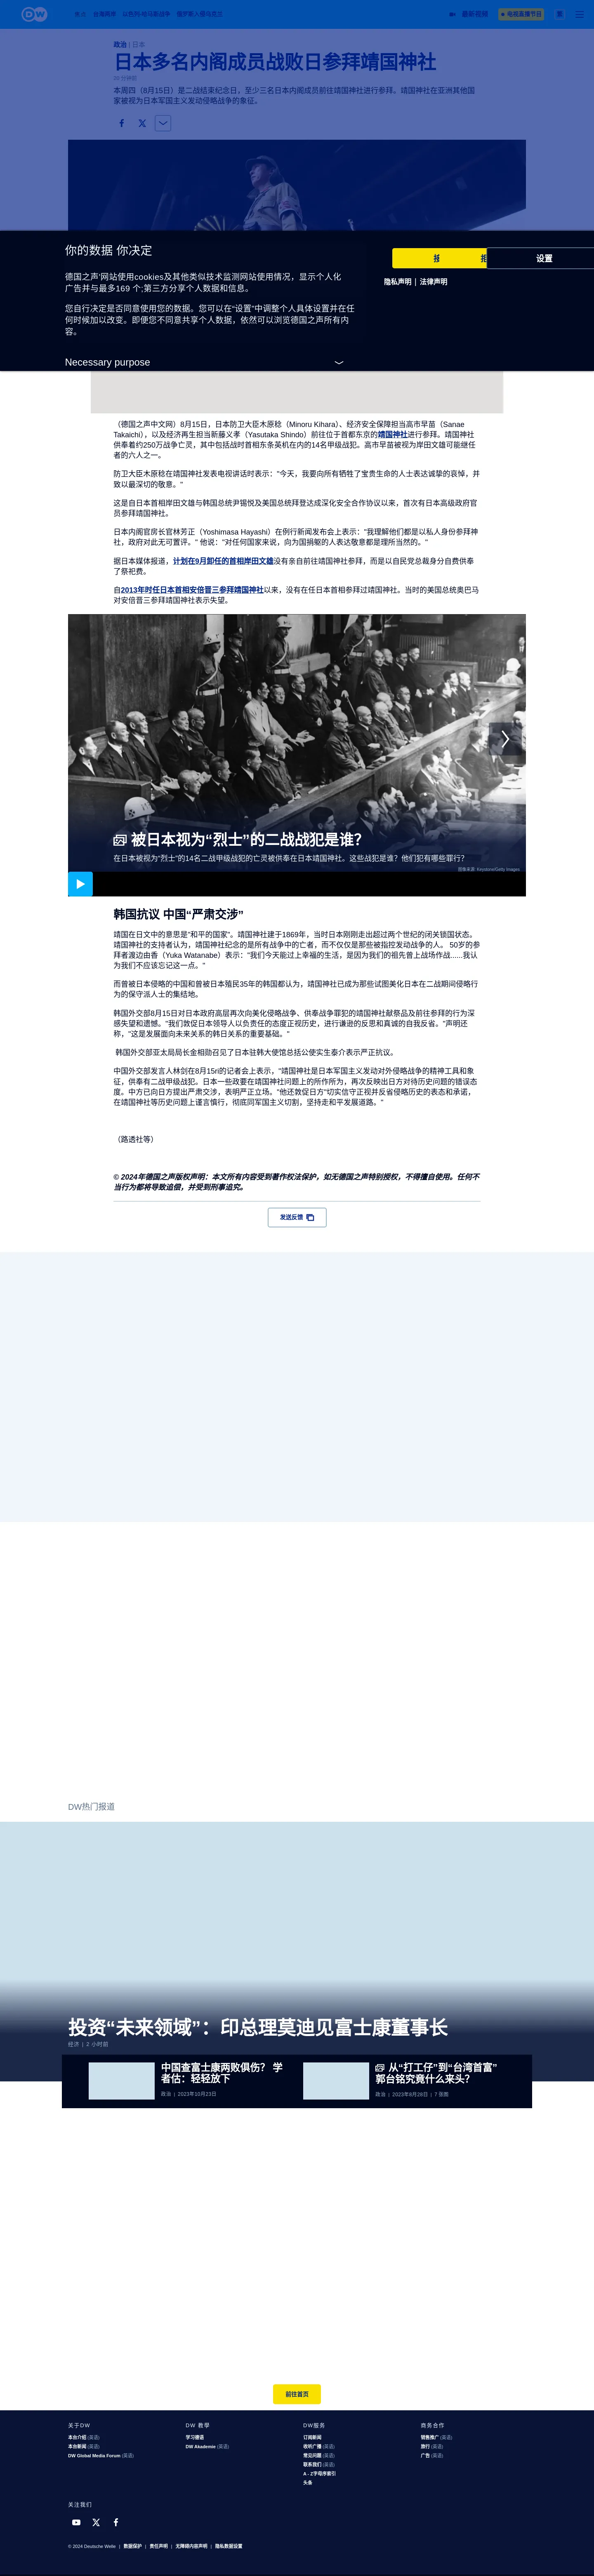 DW
最新视频
电视直播节目
政治 | 日本
日本多名内阁成员战败日参拜靖国神社
本周四（8月15日）是二战结束纪念日，至少三名日本内阁成员前往靖国神社进行参拜。靖国神社在亚洲其他国
家被视为日本军国主义发动侵略战争的象征。
你的数据 你决定
德国之声'网站使用cookies及其他类似技术监测网站使用情况，显示个人化
广告并与最多169 个;第三方分享个人数据和信息。
您自行决定是否同意使用您的数据。您可以在“设置”中调整个人具体设置并在任
何时候加以改变。即便您不同意共享个人数据，依然可以浏览德国之声所有内
容。
Necessary purpose
设置
隐私声明 | 法律声明
（德国之声中文网）8月15日，日本防卫大臣木原稔（Minoru Kihara）、经济安全保障担当高市早苗（Sanae
Takaichi），以及经济再生担当新藤义孝（Yasutaka Shindo）前往位于首都东京的靖国神社进行参拜。靖国神社
供奉着约250万战争亡灵，其中包括战时首相东条英机在内的14名甲级战犯。高市早苗被视为岸田文雄可能继任
者的六人之一。
防卫大臣木原稔在靖国神社发表电视讲话时表示："今天，我要向所有牺牲了宝贵生命的人士表达诚挚的哀悼，并
致以最深切的敬意。"
这是自日本首相岸田文雄与韩国总统尹锡悦及美国总统拜登达成深化安全合作协议以来，首次有日本高级政府官
员参拜靖国神社。
日本内阁官房长官林芳正（Yoshimasa Hayashi）在例行新闻发布会上表示："我理解他们都是以私人身份参拜神
社，政府对此无可置评。" 他说："对任何国家来说，向为国捐躯的人表达敬意都是理所当然的。"
据日本媒体报道，计划在9月卸任的首相岸田文雄没有亲自前往靖国神社参拜，而是以自民党总裁身分自费供奉
了祭祀费。
自2013年时任日本首相安倍晋三参拜靖国神社以来，没有在任日本首相参拜过靖国神社。当时的美国总统奥巴马
对安倍晋三参拜靖国神社表示失望。
被日本视为“烈士”的二战战犯是谁？
在日本被视为“烈士”的14名二战甲级战犯的亡灵被供奉在日本靖国神社。这些战犯是谁？他们犯有哪些罪行？
图像来源: Keystone/Getty Images
韩国抗议 中国“严肃交涉”
靖国在日文中的意思是"和平的国家"。靖国神社建于1869年，当时日本刚刚走出超过两个世纪的闭关锁国状态。
靖国神社的支持者认为，靖国神社纪念的是所有战争中的亡者，而不仅仅是那些被指控发动战争的人。 50岁的参
拜者渡边由香（Yuka Watanabe）表示："我们今天能过上幸福的生活，是因为我们的祖先曾上战场作战......我认
为我们不应该忘记这一点。"
而曾被日本侵略的中国和曾被日本殖民35年的韩国都认为，靖国神社已成为那些试图美化日本在二战期间侵略行
为的保守派人士的集结地。
韩国外交部8月15日对日本政府高层再次向美化侵略战争、供奉战争罪犯的靖国神社献祭品及前往参拜的行为深
感失望和遗憾。"我们敦促日本领导人以负责任的态度正视历史，进行谦逊的反思和真诚的自我反省。"声明还
称，"这是发展面向未来关系的韩日关系的重要基础。"
韩国外交部亚太局局长金相勋召见了日本驻韩大使馆总括公使实生泰介表示严正抗议。
中国外交部发言人林剑在8月15ri的记者会上表示，"靖国神社是日本军国主义发动对外侵略战争的精神工具和象
征，供奉有二战甲级战犯。日本一些政要在靖国神社问题上的所作所为，再次反映出日方对待历史问题的错误态
度。中方已向日方提出严肃交涉，表明严正立场。"他还敦促日方"切实信守正视并反省侵略历史的表态和承诺，
在靖国神社等历史问题上谨言慎行，彻底同军国主义切割，坚持走和平发展道路。"
（路透社等）
© 2024年德国之声版权声明：本文所有内容受到著作权法保护，如无德国之声特别授权，不得擅自使用。任何不
当行为都将导致追偿，并受到刑事追究。
发送反馈
DW热门报道
投资“未来领域”：印总理莫迪见富士康董事长
经济 | 2 小时前
中国查富士康两败俱伤？ 学
者估：轻轻放下
政治 | 2023年10月23日
从“打工仔”到“台湾首富”
郭台铭究竟什么来头？
政治 | 2023年8月28日 | 7 张图
前往首页
关于DW
本台介绍 (英语)
本台新闻 (英语)
DW Global Media Forum (英语)
DW 教学
学习德语
DW Akademie (英语)
DW服务
订阅新闻
收听广播 (英语)
常见问题 (英语)
联系我们 (英语)
A - Z字母序索引
头条
商务合作
销售推广 (英语)
旅行 (英语)
广告 (英语)
关注我们
© 2024 Deutsche Welle | 数据保护 | 责任声明 | 无障碍内容声明 | 隐私数据设置